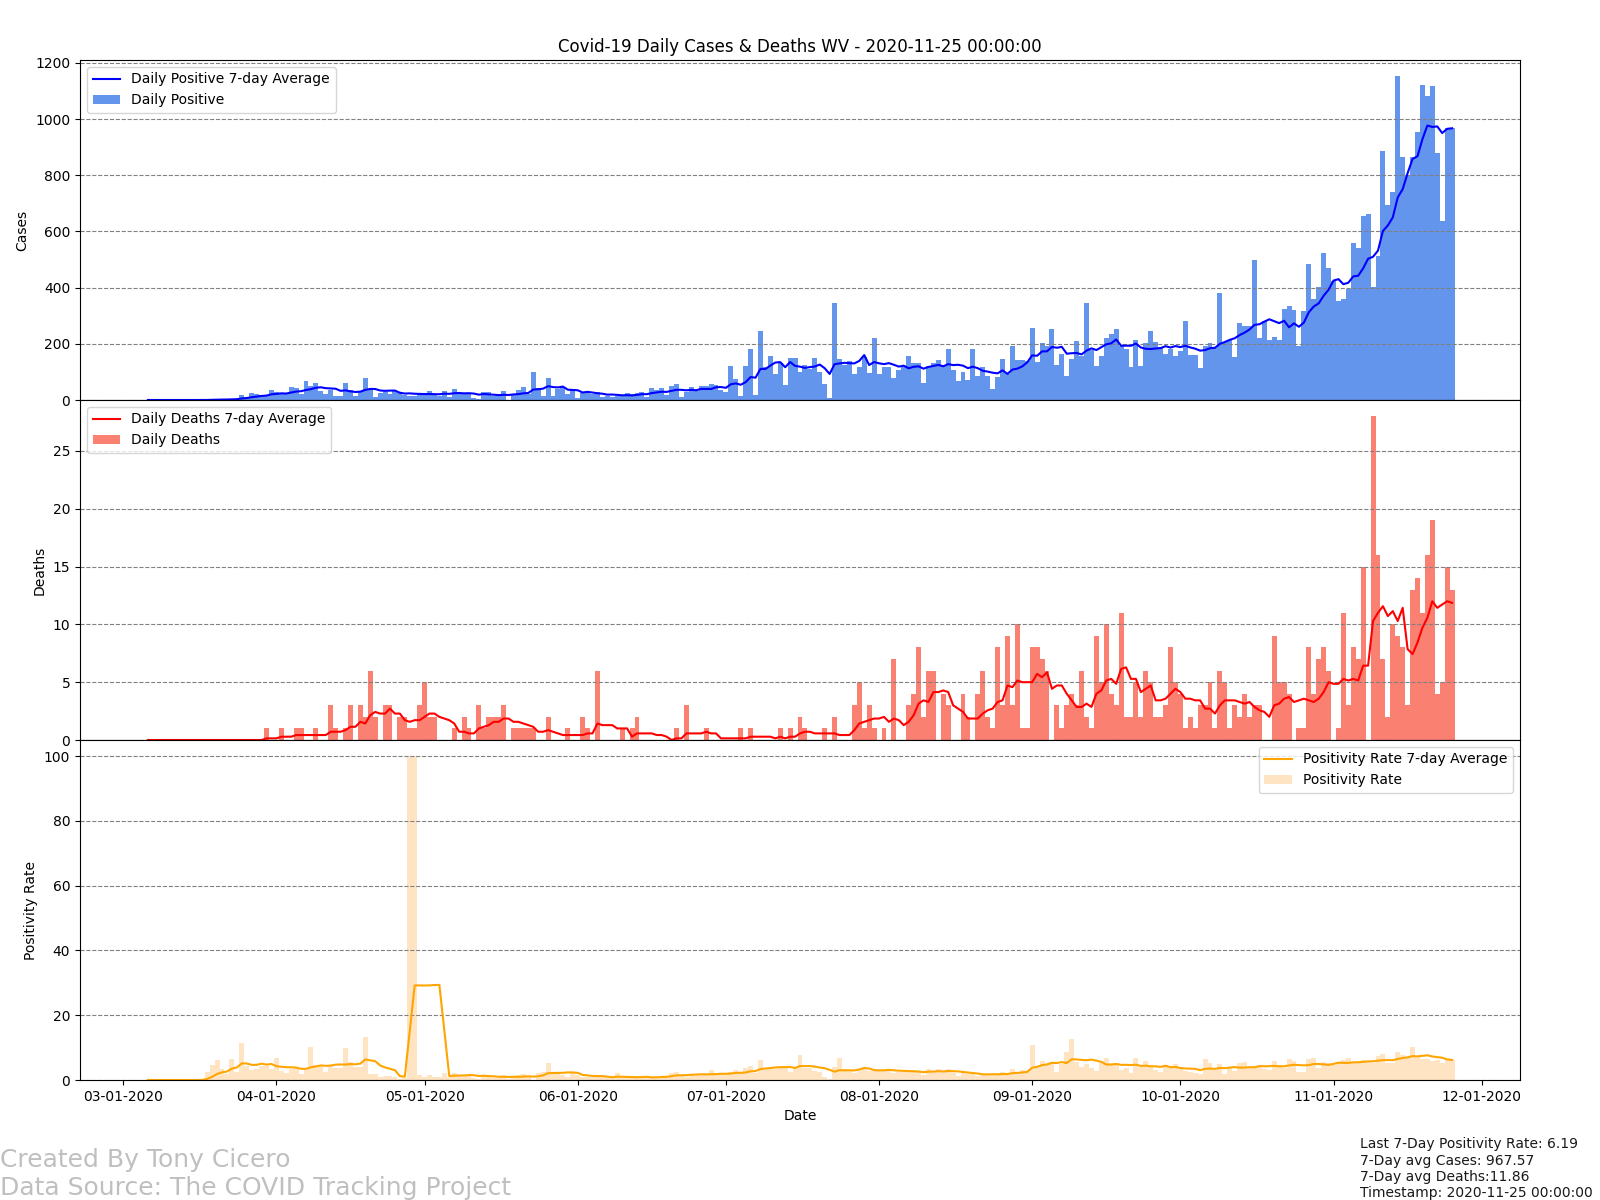 Covid-19 Daily Cases & Deaths WV - 2020-11-25 00:00:00
1200
1000
800
600
400
200
0
Cases
Daily Positive 7-day Average
Daily Positive
25
20
15
10
5
0
Deaths
Daily Deaths 7-day Average
Daily Deaths
100
80
60
40
20
0
Positivity Rate
Positivity Rate 7-day Average
Positivity Rate
03-01-2020 04-01-2020 05-01-2020 06-01-2020 07-01-2020 08-01-2020 09-01-2020 10-01-2020 11-01-2020 12-01-2020
Date
Created By Tony Cicero
Data Source: The COVID Tracking Project
Last 7-Day Positivity Rate: 6.19
7-Day avg Cases: 967.57
7-Day avg Deaths:11.86
Timestamp: 2020-11-25 00:00:00